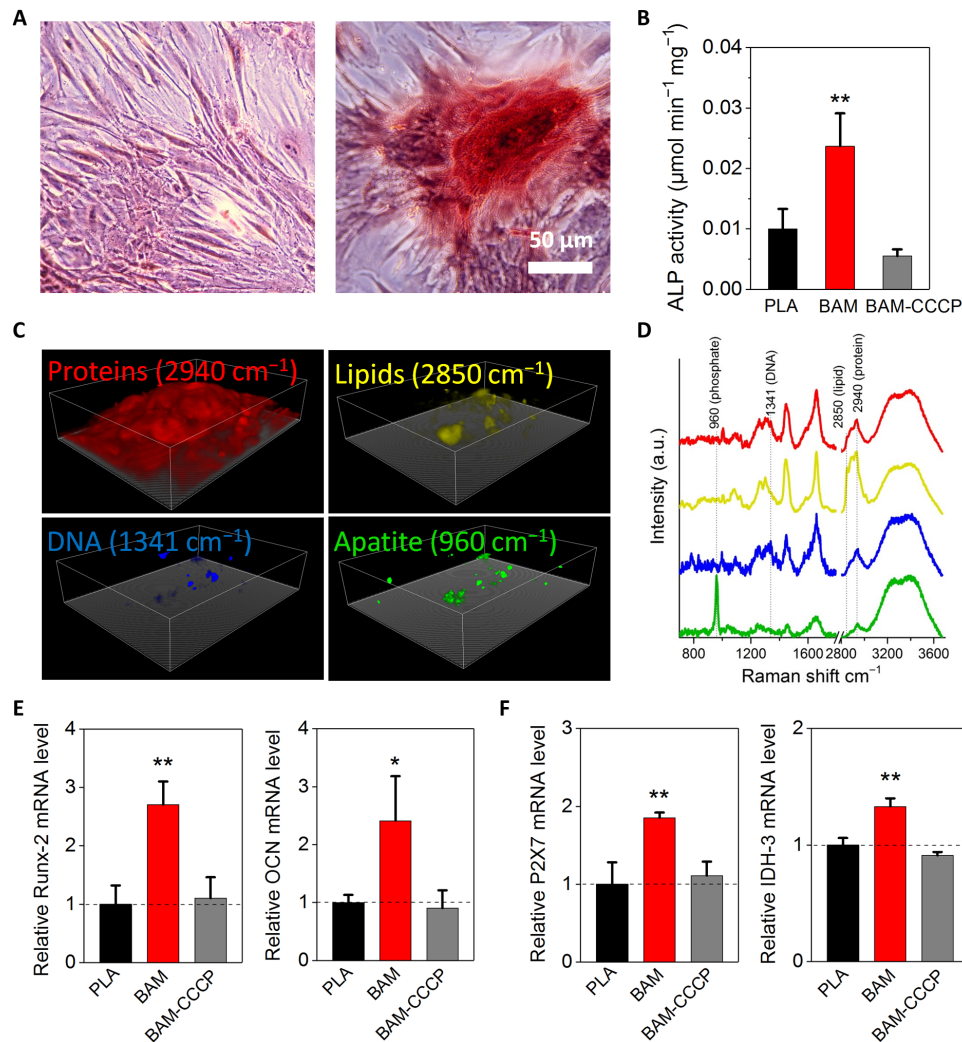 A
50 µm
B
ALP activity (µmol min⁻¹ mg⁻¹)
0.04
0.03
0.02
0.01
0.00
**
PLA
BAM
BAM-CCCP
C
Proteins (2940 cm⁻¹)
Lipids (2850 cm⁻¹)
DNA (1341 cm⁻¹)
Apatite (960 cm⁻¹)
D
Intensity (a.u.)
960 (phosphate)
1341 (DNA)
2850 (lipid)
2940 (protein)
800
1200
1600
2800
3200
3600
Raman shift cm⁻¹
E
Relative Runx-2 mRNA level
4
3
2
1
0
**
PLA
BAM
BAM-CCCP
Relative OCN mRNA level
4
3
2
1
0
*
PLA
BAM
BAM-CCCP
F
Relative P2X7 mRNA level
3
2
1
0
**
PLA
BAM
BAM-CCCP
Relative IDH-3 mRNA level
2
1
0
**
PLA
BAM
BAM-CCCP